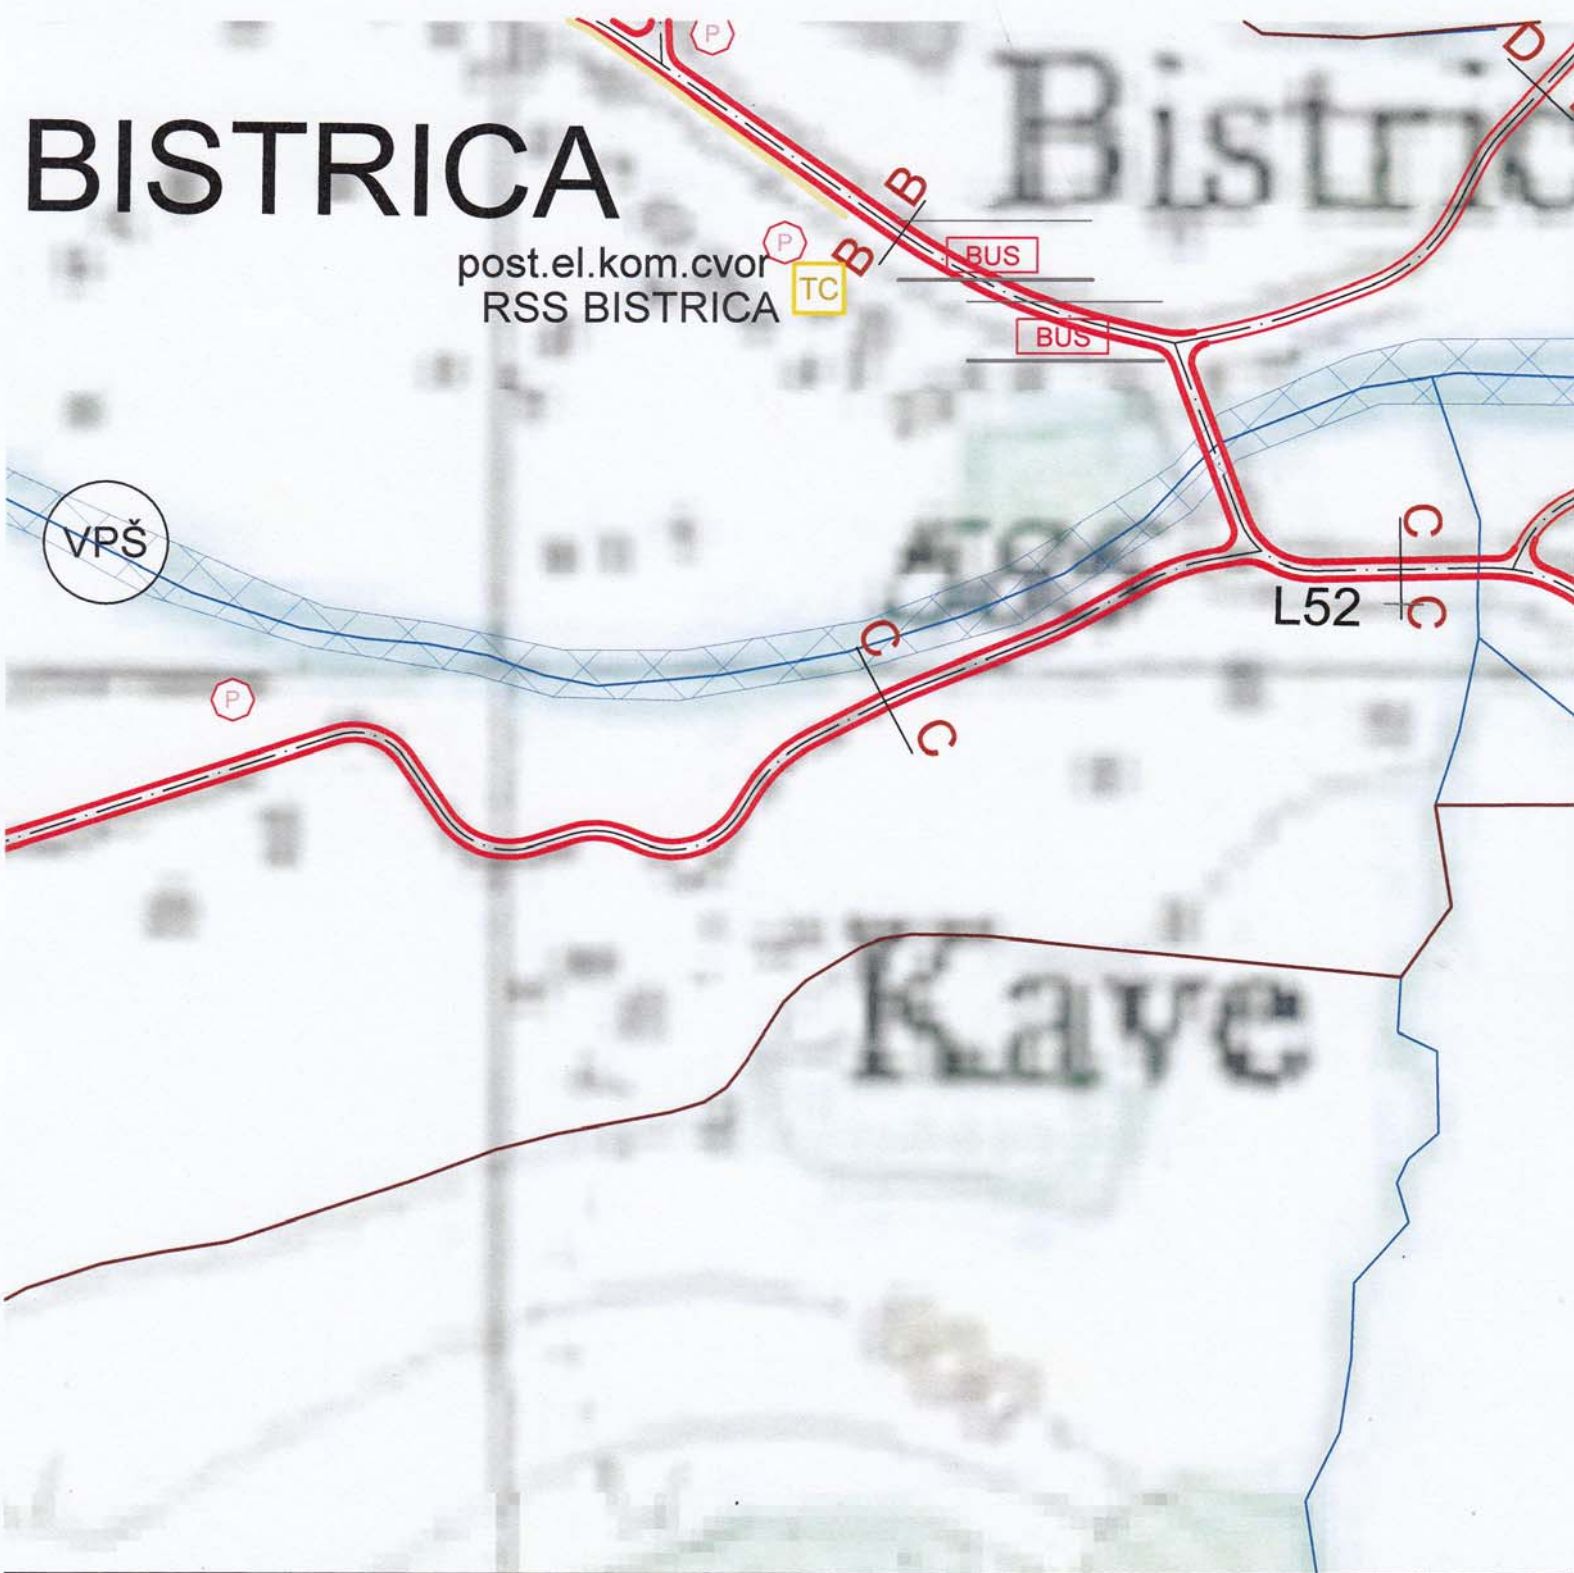 P
D
Bistric
BISTRICA
B
B
P
BUS
post.el.kom.cvor
TC
RSS BISTRICA
BUS
VPŠ
C
C
L52
C
P
C
Kave